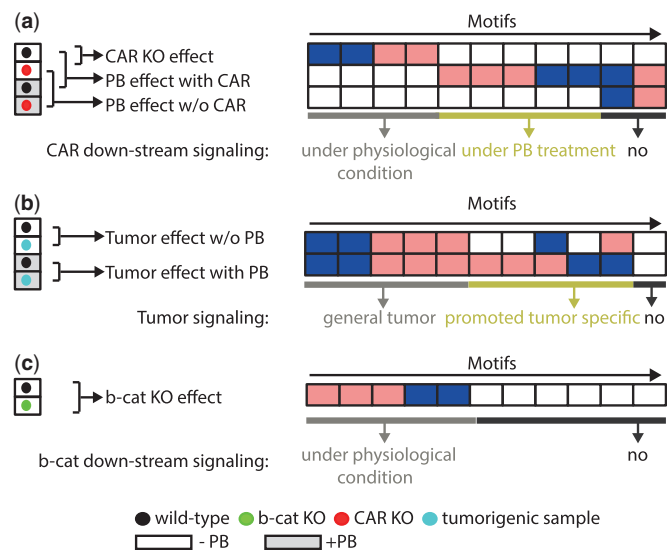 (a)
Motifs
CAR KO effect
PB effect with CAR
PB effect w/o CAR
CAR down-stream signaling:
under physiological condition
under PB treatment
no
(b)
Motifs
Tumor effect w/o PB
Tumor effect with PB
Tumor signaling:
general tumor
promoted tumor specific
no
(c)
Motifs
b-cat KO effect
b-cat down-stream signaling:
under physiological
condition
no
wild-type
b-cat KO
CAR KO
tumorigenic sample
- PB
+PB